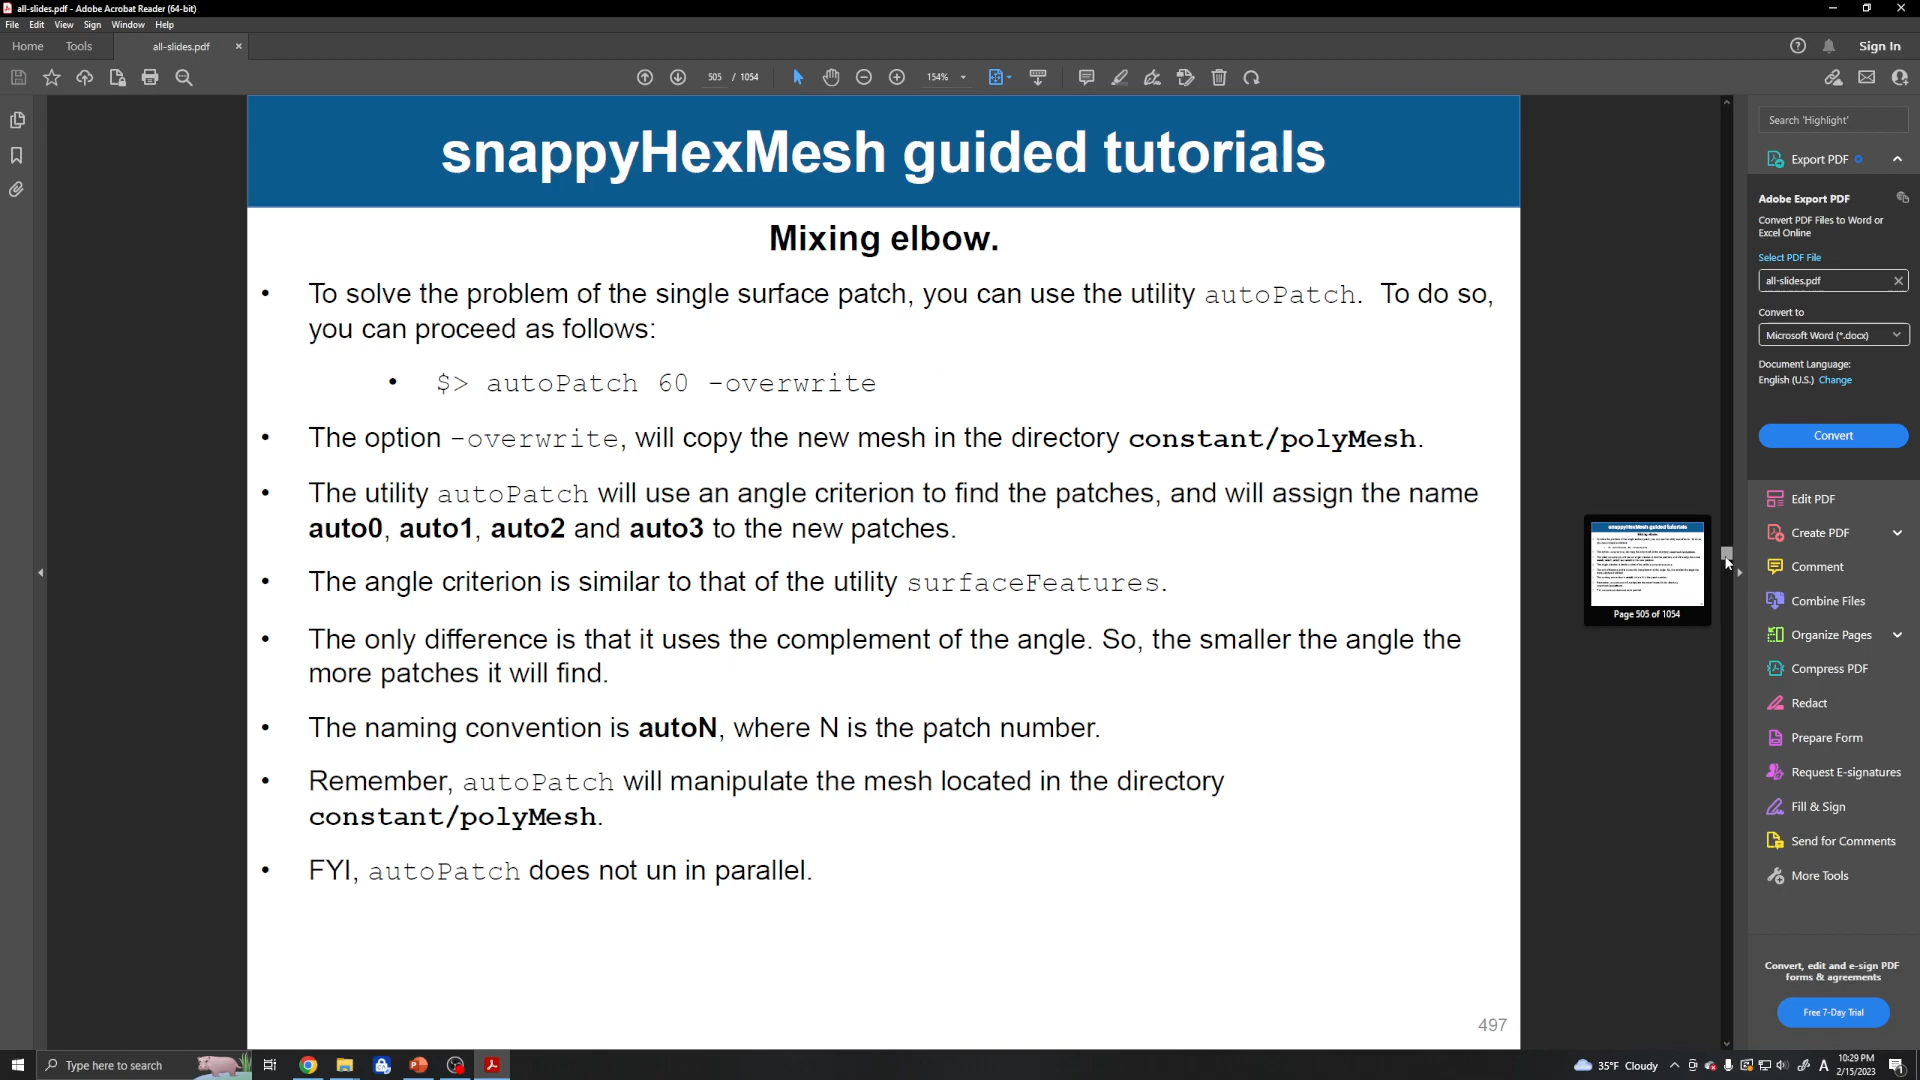 all-slides.pdf - Adobe Acrobat Reader (64-bit)
File Edit View Sign Window Help
Home Tools all-slides.pdf × Sign In
505 / 1054 154%
snappyHexMesh guided tutorials
Mixing elbow.
• To solve the problem of the single surface patch, you can use the utility autoPatch. To do so,
you can proceed as follows:
• $> autoPatch 60 -overwrite
• The option -overwrite, will copy the new mesh in the directory constant/polyMesh.
• The utility autoPatch will use an angle criterion to find the patches, and will assign the name
auto0, auto1, auto2 and auto3 to the new patches.
• The angle criterion is similar to that of the utility surfaceFeatures.
• The only difference is that it uses the complement of the angle. So, the smaller the angle the
more patches it will find.
• The naming convention is autoN, where N is the patch number.
• Remember, autoPatch will manipulate the mesh located in the directory
constant/polyMesh.
• FYI, autoPatch does not un in parallel.
497
snappyHexMesh guided tutorials
Mixing elbow.
Page 505 of 1054
Search 'Highlight'
Export PDF
Adobe Export PDF
Convert PDF Files to Word or
Excel Online
Select PDF File
all-slides.pdf
Convert to
Microsoft Word (*.docx)
Document Language:
English (U.S.) Change
Convert
Edit PDF
Create PDF
Comment
Combine Files
Organize Pages
Compress PDF
Redact
Prepare Form
Request E-signatures
Fill & Sign
Send for Comments
More Tools
Convert, edit and e-sign PDF
forms & agreements
Free 7-Day Trial
Type here to search
35°F Cloudy
A
10:29 PM
2/15/2023
1